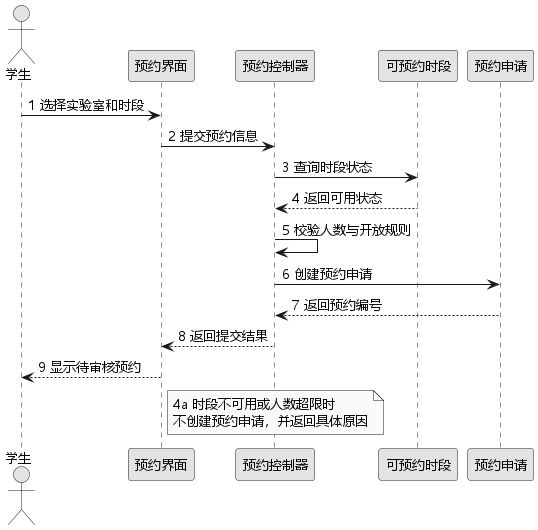 学生
预约界面
预约控制器
可预约时段
预约申请
1 选择实验室和时段
2 提交预约信息
3 查询时段状态
4 返回可用状态
5 校验人数与开放规则
6 创建预约申请
7 返回预约编号
8 返回提交结果
9 显示待审核预约
4a 时段不可用或人数超限时
不创建预约申请，并返回具体原因
学生
预约界面
预约控制器
可预约时段
预约申请